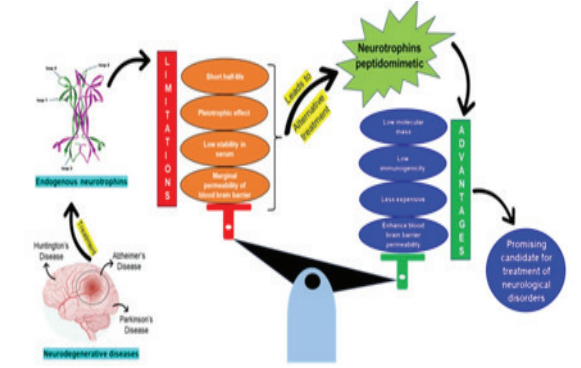 Endogenous neurotrophins
Treatment
Huntington's
Disease
Alzheimer's
Disease
Parkinson's
Disease
Neurodegenerative diseases
LIMITATIONS
Short half-life
Pleiotrophic effect
Low stability in
serum
Marginal
permeability of
blood brain barrier
Leads to
Alternative
treatment
Neurotrophins
peptidomimetic
Low molecular
mass
Low
immunogenicity
Less expensive
Enhance blood
brain barrier
permeability
ADVANTAGES
Promising
candidate for
treatment of
neurological
disorders